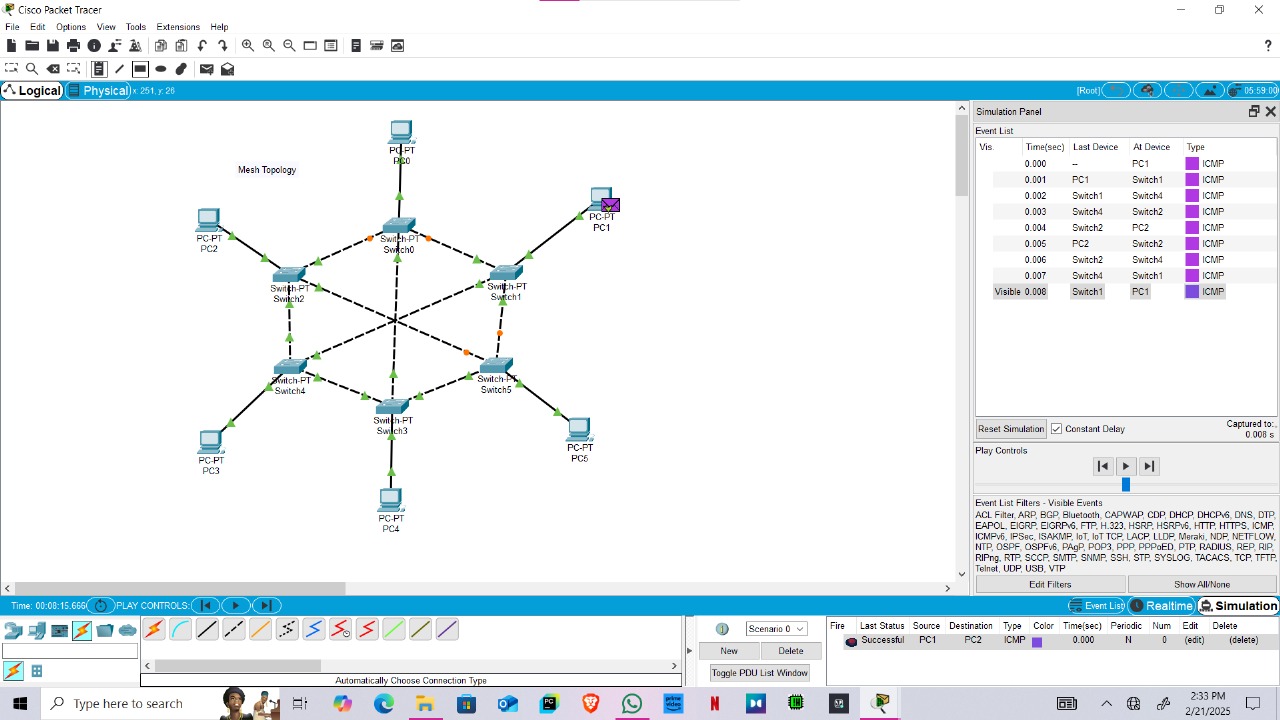 Cisco Packet Tracer
File Edit Options View Tools Extensions Help
?
Logical Physical x: 251, y: 26 [Root] 05:59:00
Mesh Topology
PC-PT
PC0
PC-PT
PC1
PC-PT
PC2
Switch-PT
Switch0
Switch-PT
Switch1
Switch-PT
Switch2
Switch-PT
Switch4
Switch-PT
Switch5
Switch-PT
Switch3
PC-PT
PC3
PC-PT
PC5
PC-PT
PC4
Simulation Panel
Event List
Vis. Time(sec) Last Device At Device Type
0.000 -- PC1 ICMP
0.001 PC1 Switch1 ICMP
0.002 Switch1 Switch4 ICMP
0.003 Switch4 Switch2 ICMP
0.004 Switch2 PC2 ICMP
0.005 PC2 Switch2 ICMP
0.006 Switch2 Switch4 ICMP
0.007 Switch4 Switch1 ICMP
Visible 0.008 Switch1 PC1 ICMP
Reset Simulation Constant Delay Captured to:
0.008 s
Play Controls
Event List Filters - Visible Events
ACL Filter, ARP, BGP, Bluetooth, CAPWAP, CDP, DHCP, DHCPv6, DNS, DTP,
EAPOL, EIGRP, EIGRPv6, FTP, H.323, HSRP, HSRPv6, HTTP, HTTPS, ICMP,
ICMPv6, IPSec, ISAKMP, IoT, IoT TCP, LACP, LLDP, Meraki, NDP, NETFLOW,
NTP, OSPF, OSPFv6, PAgP, POP3, PPP, PPPoED, PTP, RADIUS, REP, RIP,
RIPng, RTP, SCCP, SMTP, SNMP, SSH, STP, SYSLOG, TACACS, TCP, TFTP,
Telnet, UDP, USB, VTP
Edit Filters Show All/None
Time: 00:08:15.666 PLAY CONTROLS: Event List Realtime Simulation
Scenario 0
New Delete
Toggle PDU List Window
Fire Last Status Source Destination Type Color Time(sec) Periodic Num Edit Delete
Successful PC1 PC2 ICMP 0.000 N 0 (edit) (delete)
Automatically Choose Connection Type
Type here to search
2:33 PM
2/21/2025